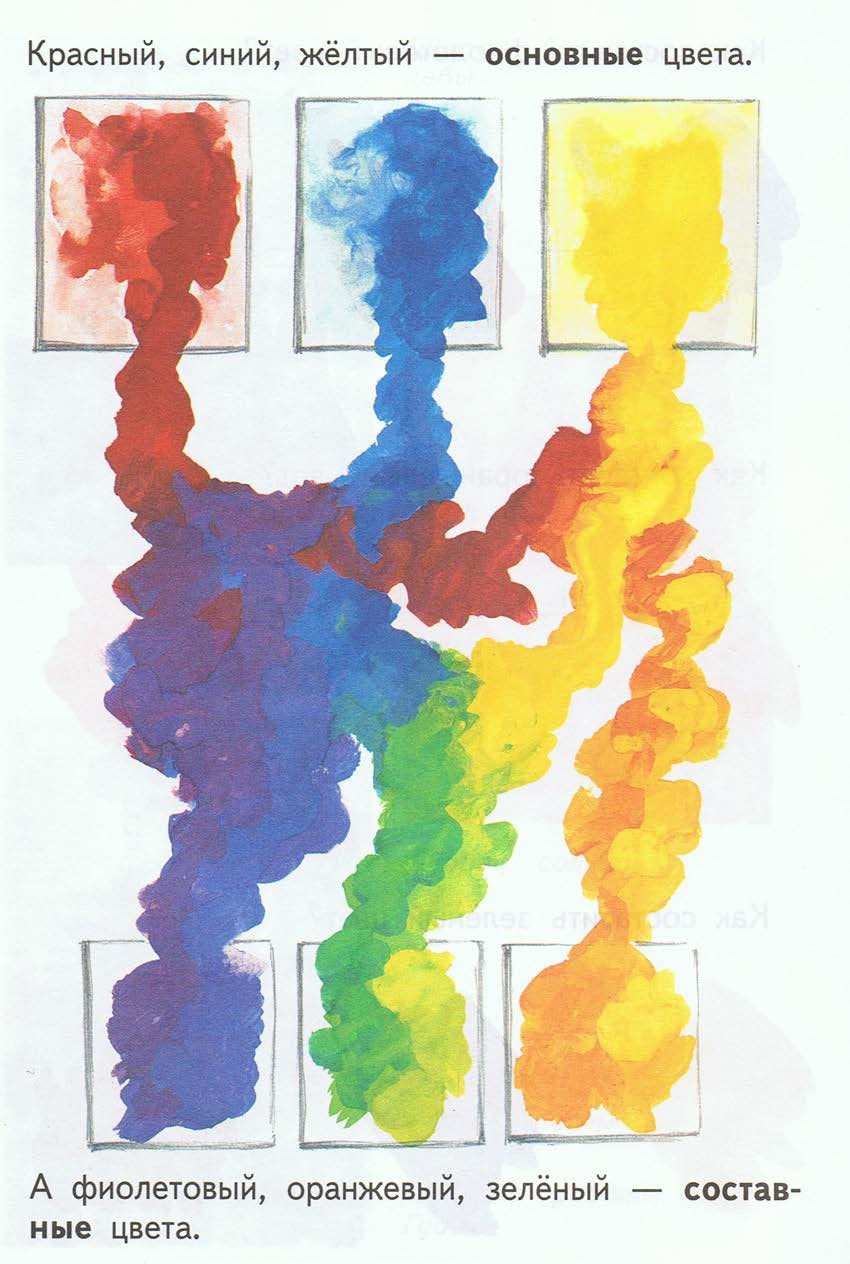 Красный, синий, жёлтый — основные цвета.
А фиолетовый, оранжевый, зелёный — состав-
ные цвета.